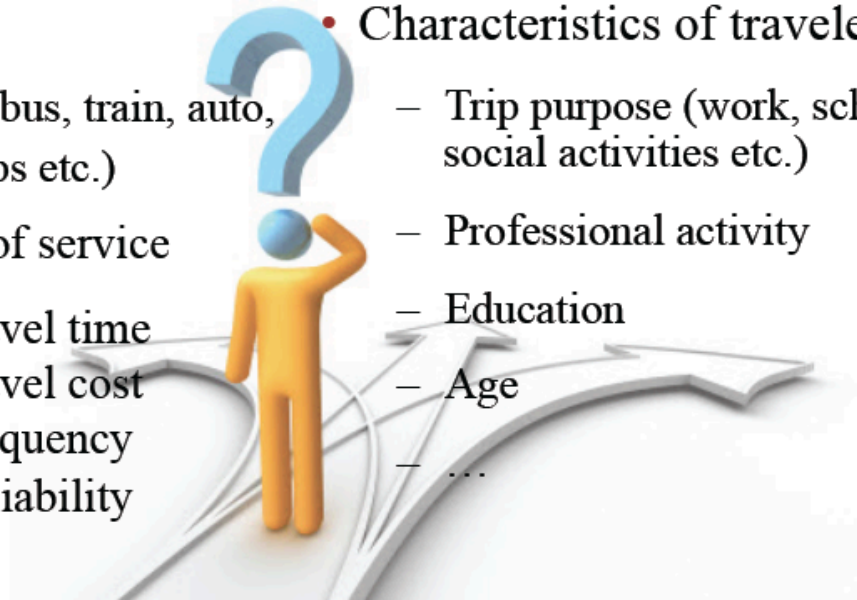 bus, train, auto,
os etc.)
of service
vel time
vel cost
quency
iability
• Characteristics of travele
– Trip purpose (work, scl
social activities etc.)
– Professional activity
– Education
– Age
– …